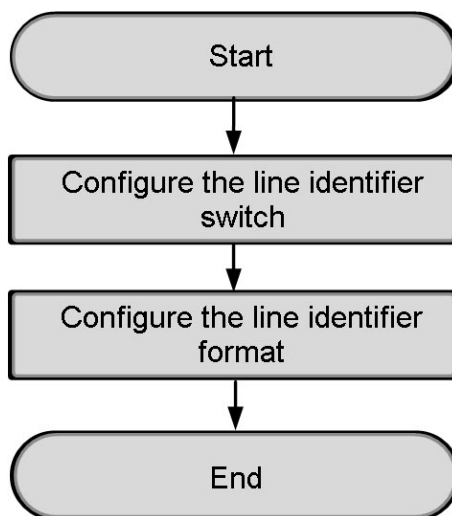 Start
Configure the line identifier
switch
Configure the line identifier
format
End